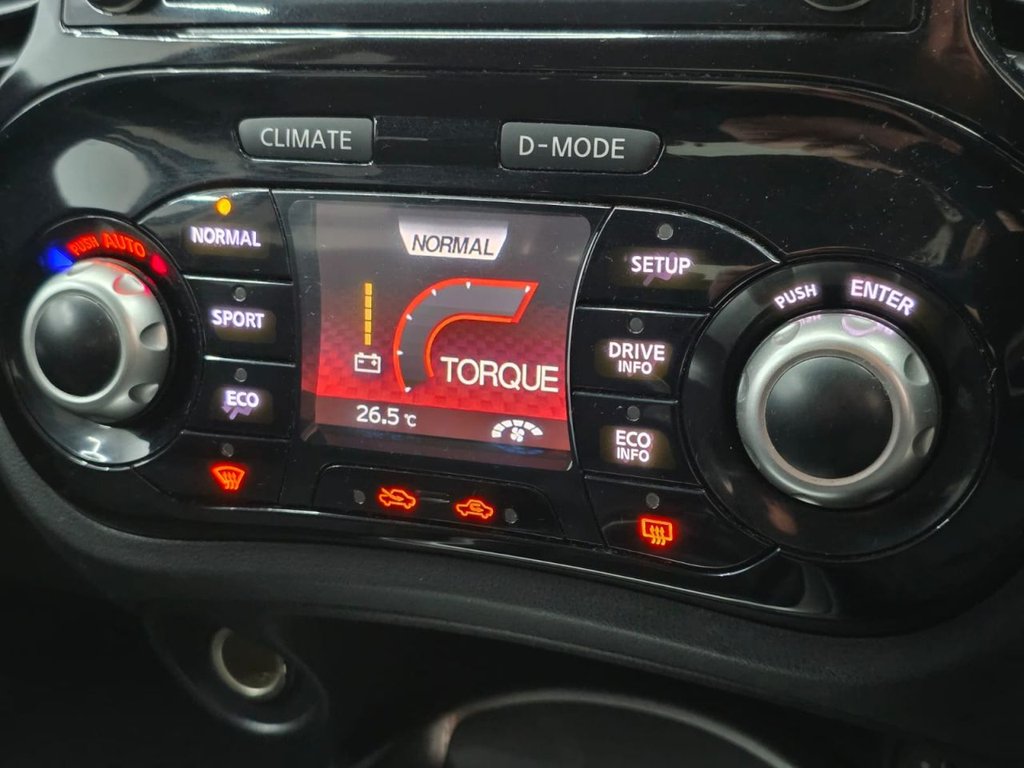 CLIMATE
D-MODE
PUSH AUTO
NORMAL
SPORT
ECO
NORMAL
TORQUE
26.5 °C
SETUP
DRIVE
INFO
ECO
INFO
PUSH
ENTER